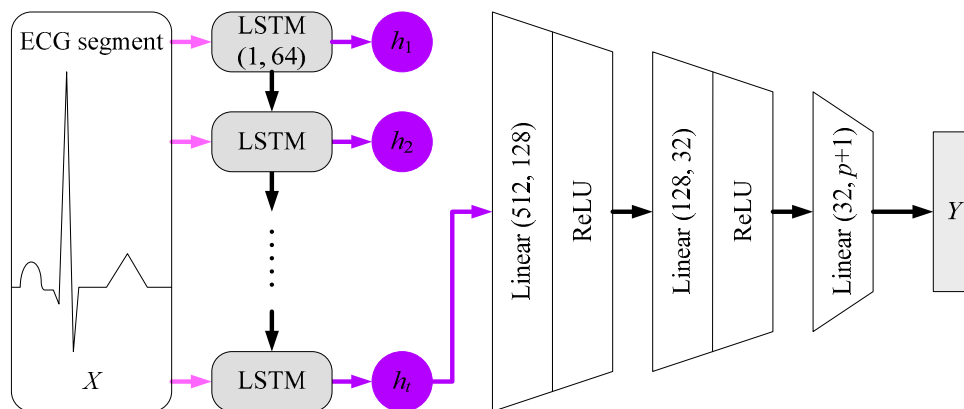 ECG segment
X
LSTM
(1, 64)
h1
LSTM
h2
LSTM
ht
Linear (512, 128)
ReLU
Linear (128, 32)
ReLU
Linear (32, p+1)
Y